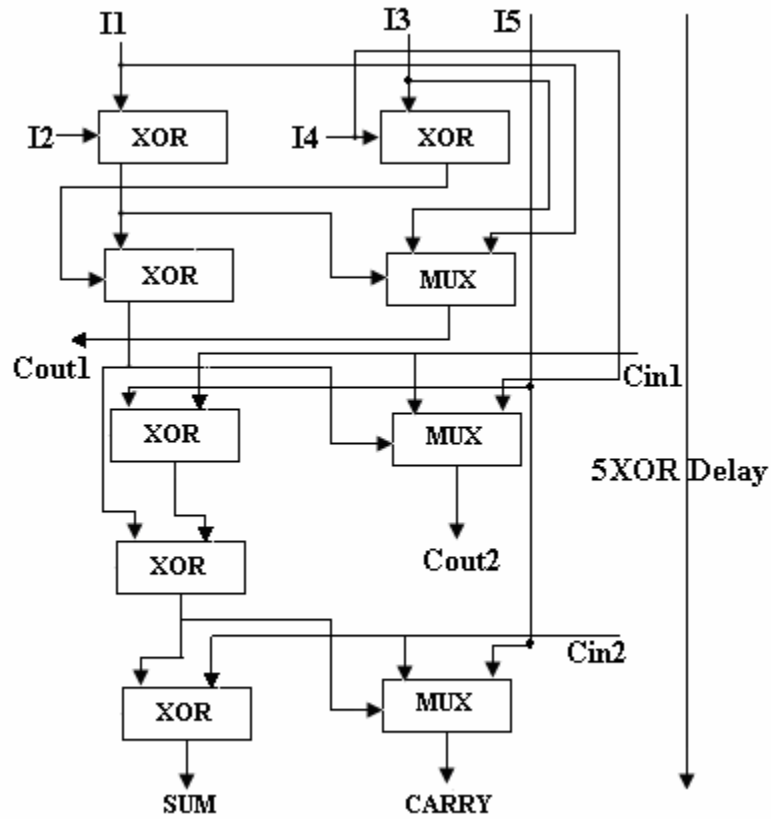 I1
I3
I5
I2
XOR
I4
XOR
XOR
MUX
Cout1
Cin1
XOR
MUX
5XOR Delay
Cout2
XOR
Cin2
XOR
MUX
SUM
CARRY